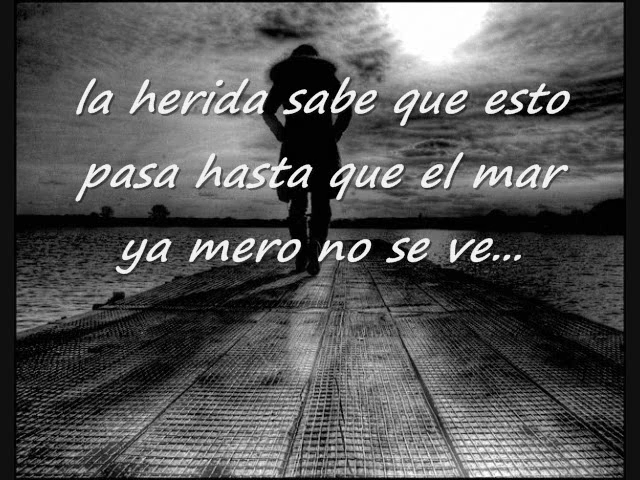 la herida sabe que esto
pasa hasta que el mar
ya mero no se ve...